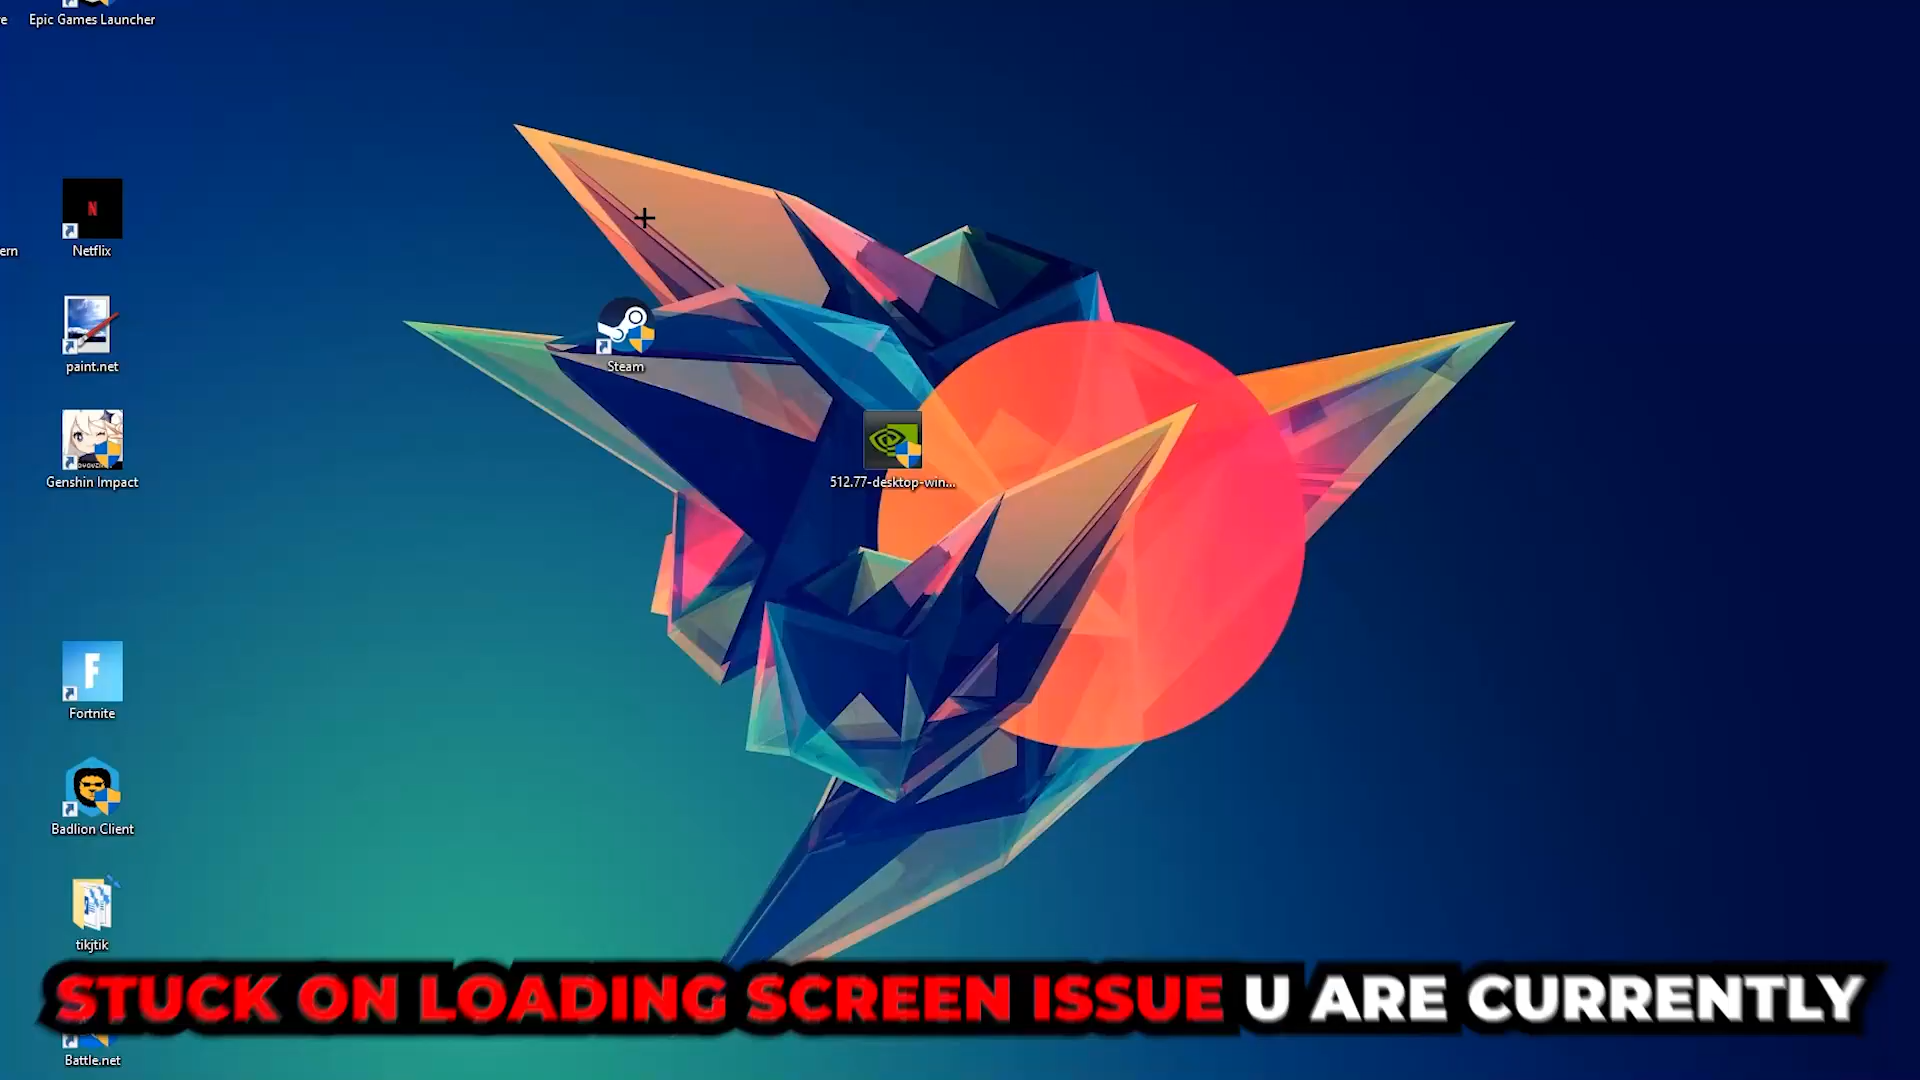 Epic Games Launcher
N
ern
Netflix
paint.net
Steam
Genshin Impact
512.77-desktop-win...
F
Fortnite
Badlion Client
tikjtik
STUCK ON LOADING SCREEN ISSUE U ARE CURRENTLY
Battle.net